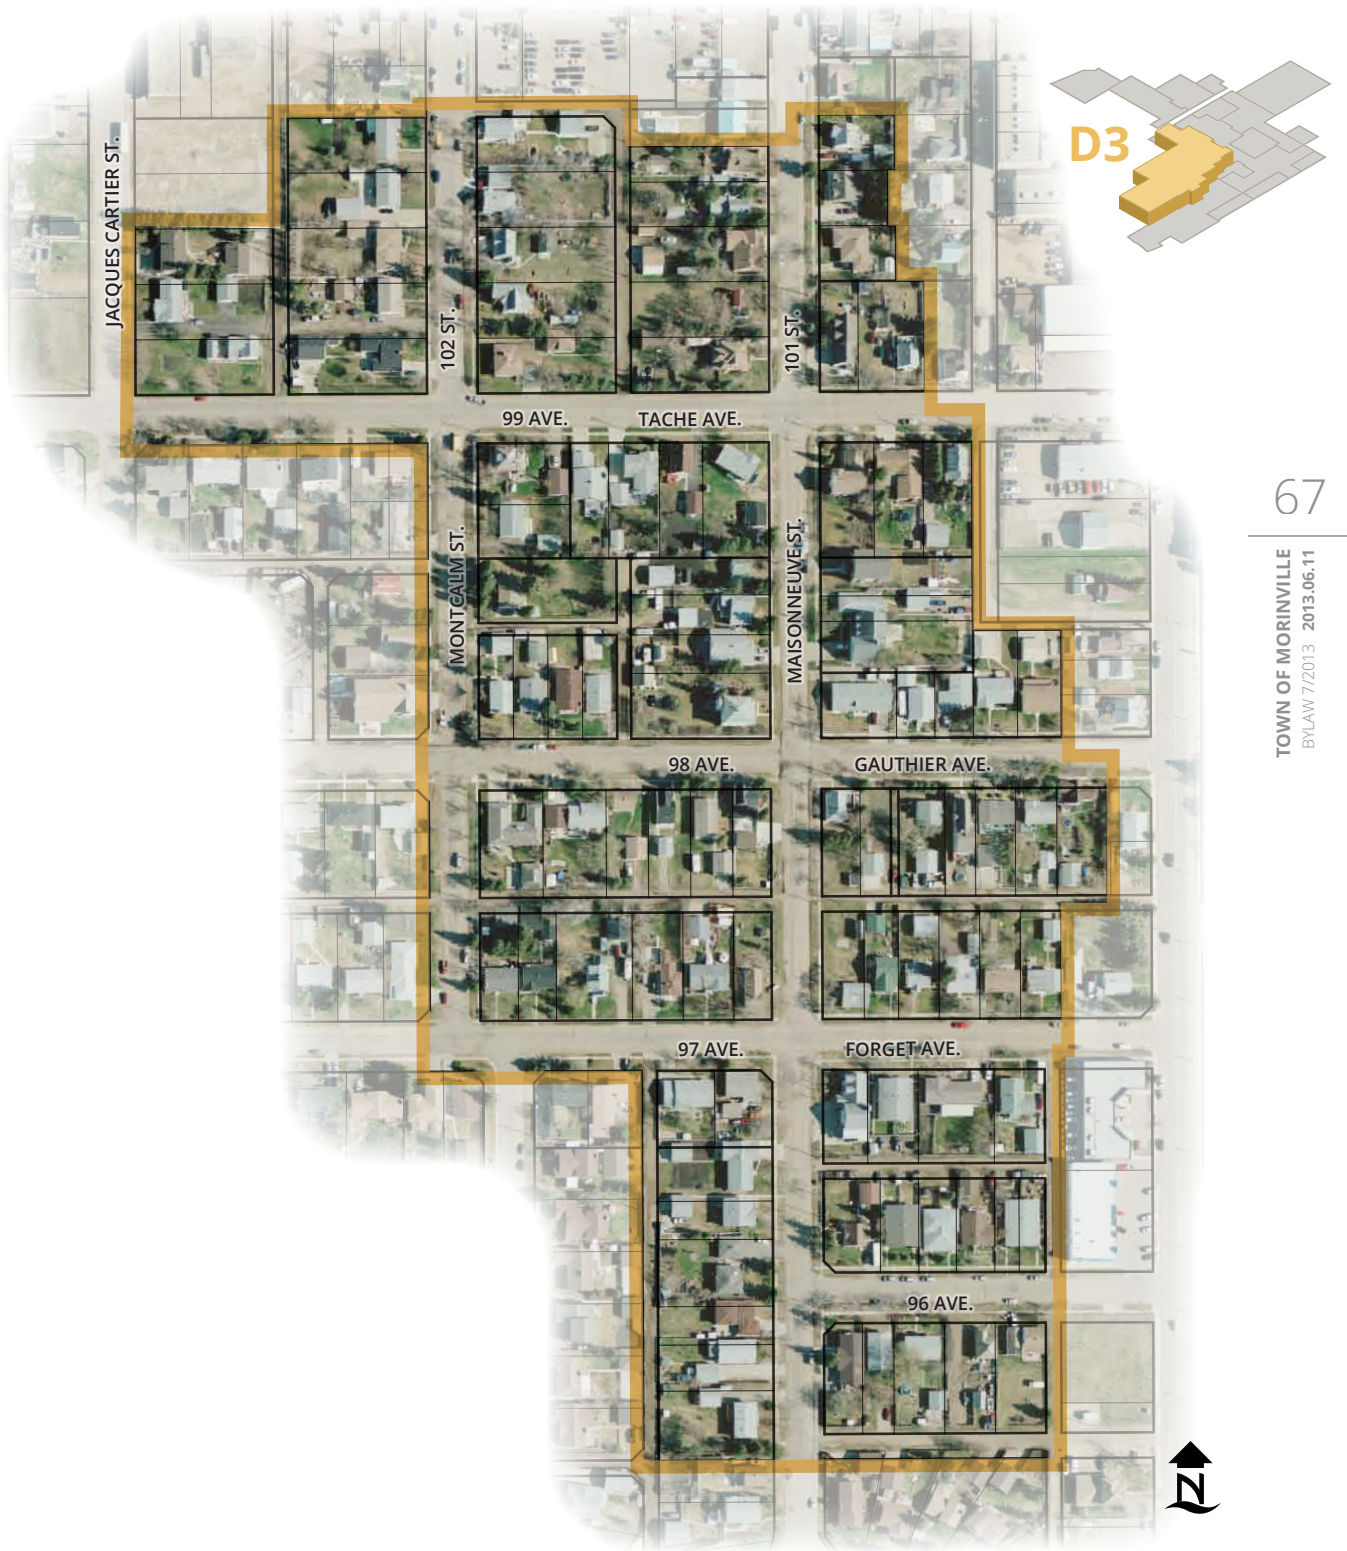 D3
JACQUES CARTIER ST.
102 ST.
101 ST.
99 AVE.
TACHE AVE.
MONTCALM ST.
MAISONNEUVE ST.
67
TOWN OF MORINVILLE
BYLAW 7/2013 2013.06.11
98 AVE.
GAUTHIER AVE.
97 AVE.
FORGET AVE.
96 AVE.
N